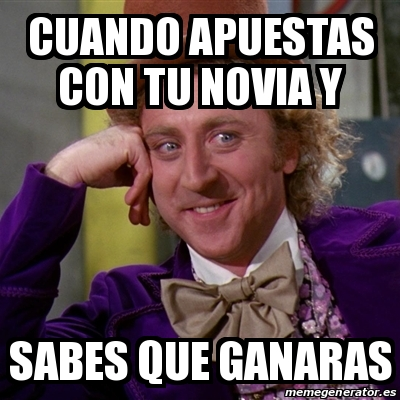 CUANDO APUESTAS
CON TU NOVIA Y
SABES QUE GANARAS
memegenerator.es